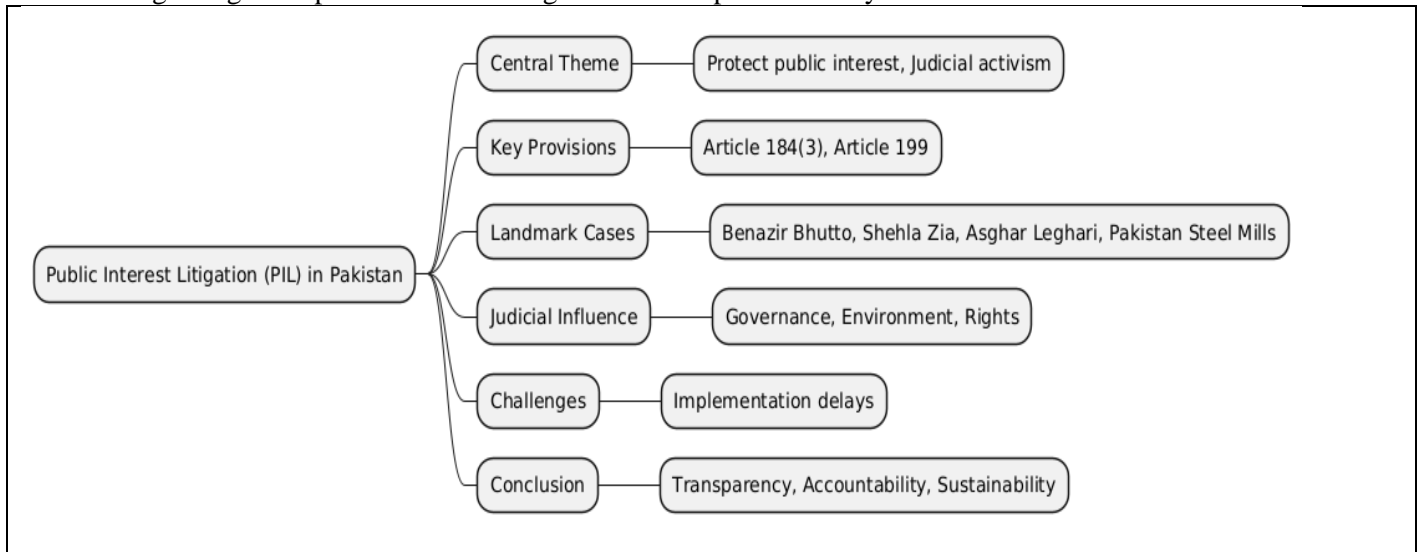 Central Theme
Protect public interest, Judicial activism
Key Provisions
Article 184(3), Article 199
Landmark Cases
Benazir Bhutto, Shehla Zia, Asghar Leghari, Pakistan Steel Mills
Public Interest Litigation (PIL) in Pakistan
Judicial Influence
Governance, Environment, Rights
Challenges
Implementation delays
Conclusion
Transparency, Accountability, Sustainability